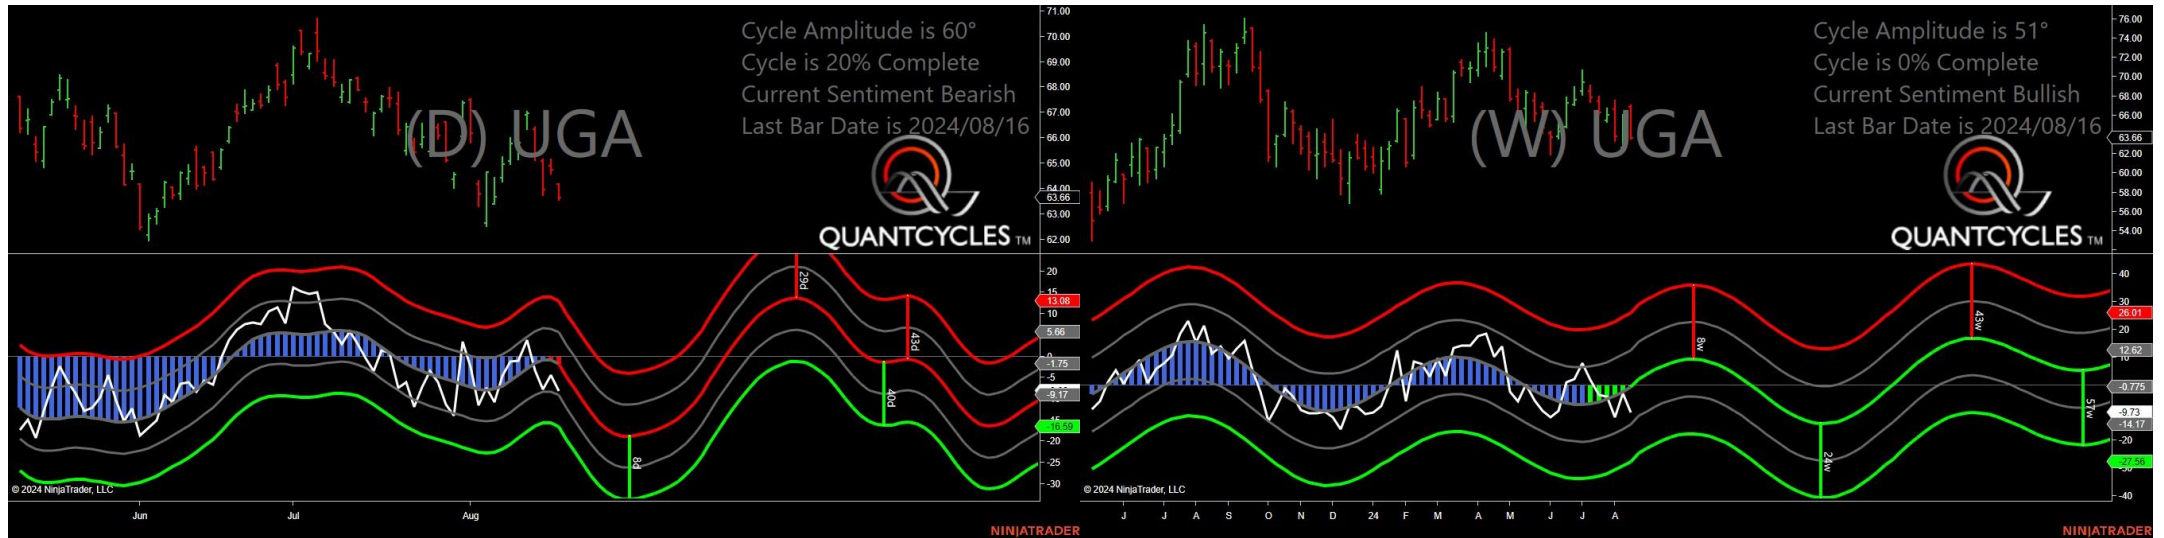 71.00
Cycle Amplitude is 60°
70.00
Cycle is 20% Complete
69.00
Current Sentiment Bearish
68.00
67.00
Last Bar Date is 2024/08/16
(D) UGA
66.00
65.00
64.00
63.66
63.00
QUANTCYCLES TM
62.00
20
29d
15
13.08
10
5.66
43d
0
-1.75
-5
-9.17
40d
-15
-16.59
-20
8d
-25
-30
© 2024 NinjaTrader, LLC
Jun
Jul
Aug
NINJATRADER
76.00
Cycle Amplitude is 51°
74.00
Cycle is 0% Complete
72.00
Current Sentiment Bullish
70.00
68.00
Last Bar Date is 2024/08/16
66.00
(W) UGA
63.66
62.00
60.00
58.00
56.00
QUANTCYCLES TM
54.00
40
30
26.01
43w
20
8w
12.62
10
-0.775
57w
-9.73
-14.17
-20
24w
-27.56
-40
© 2024 NinjaTrader, LLC
J
J
A
S
O
N
D
24
F
M
A
M
J
J
A
NINJATRADER